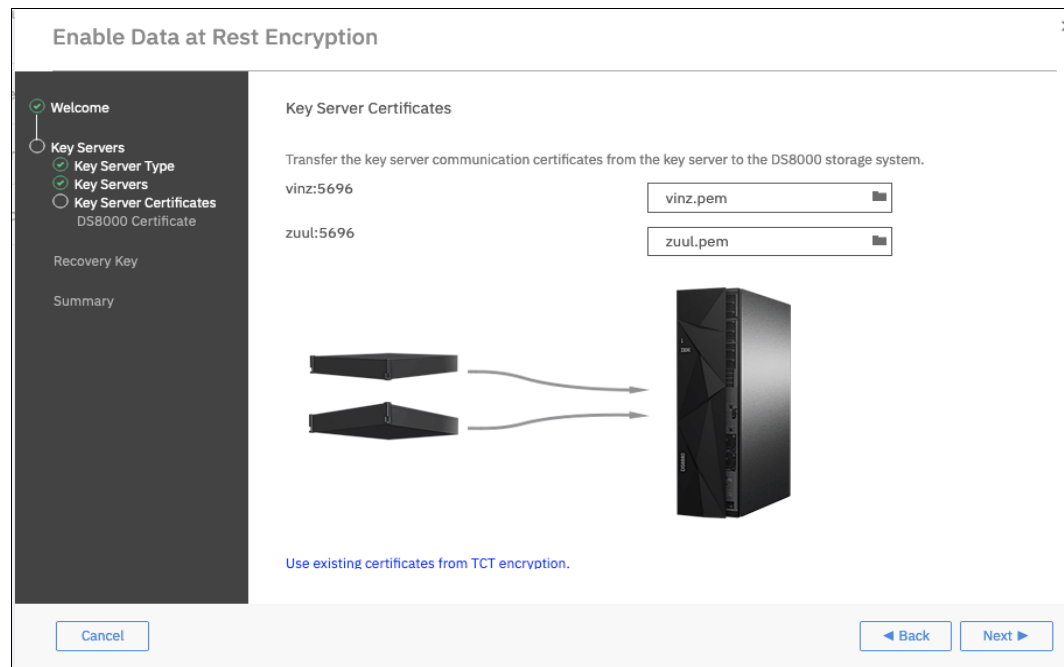 Enable Data at Rest Encryption
Welcome
Key Servers
Key Server Type
Key Servers
Key Server Certificates
DS8000 Certificate
Recovery Key
Summary
Key Server Certificates
Transfer the key server communication certificates from the key server to the DS8000 storage system.
vinz:5696
vinz.pem
zuul:5696
zuul.pem
IBM
Use existing certificates from TCT encryption.
Cancel
◄ Back
Next ►